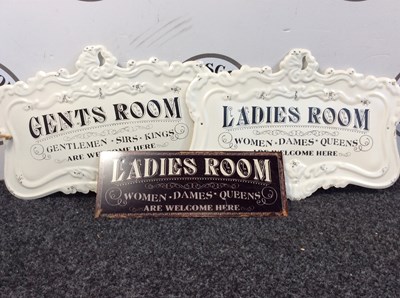 GENTS ROOM
GENTLEMEN · SIRS · KINGS
ARE WELCOME HERE
LADIES ROOM
WOMEN · DAMES · QUEENS
ARE WELCOME HERE
LADIES ROOM
WOMEN · DAMES · QUEENS
ARE WELCOME HERE